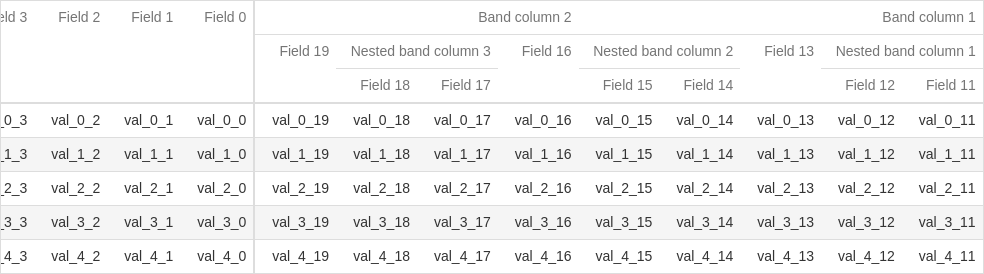 Field 2 Field 1 Field 0 Band column 2 Band column 1
Field 19 Nested band column 3 Field 16 Nested band column 2 Field 13 Nested band column 1
Field 18 Field 17 Field 15 Field 14 Field 12 Field 11
val_0_2 val_0_1 val_0_0 val_0_19 val_0_18 val_0_17 val_0_16 val_0_15 val_0_14 val_0_13 val_0_12 val_0_11
val_1_2 val_1_1 val_1_0 val_1_19 val_1_18 val_1_17 val_1_16 val_1_15 val_1_14 val_1_13 val_1_12 val_1_11
val_2_2 val_2_1 val_2_0 val_2_19 val_2_18 val_2_17 val_2_16 val_2_15 val_2_14 val_2_13 val_2_12 val_2_11
val_3_2 val_3_1 val_3_0 val_3_19 val_3_18 val_3_17 val_3_16 val_3_15 val_3_14 val_3_13 val_3_12 val_3_11
val_4_2 val_4_1 val_4_0 val_4_19 val_4_18 val_4_17 val_4_16 val_4_15 val_4_14 val_4_13 val_4_12 val_4_11